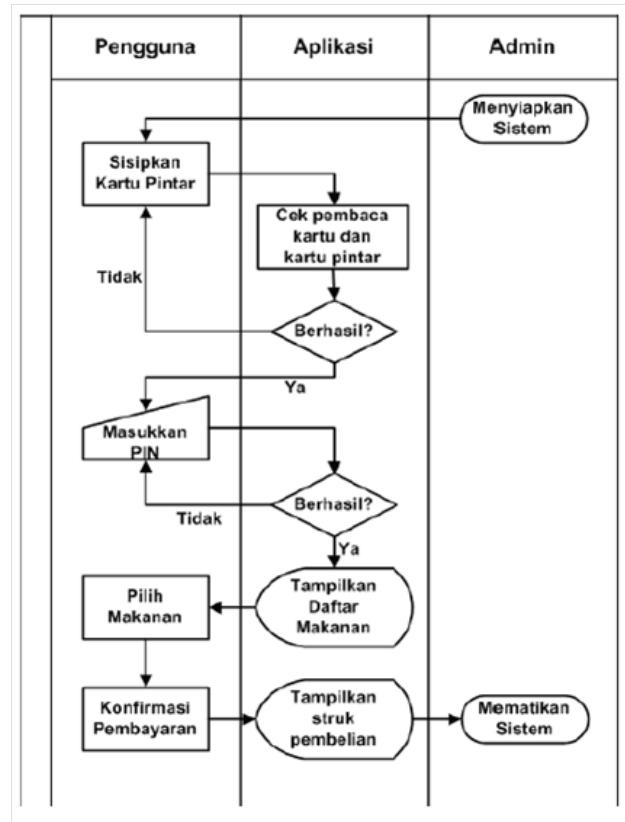 Pengguna
Aplikasi
Admin
Menyiapkan
Sistem
Sisipkan
Kartu Pintar
Cek pembaca
kartu dan
kartu pintar
Tidak
Berhasil?
Ya
Masukkan
PIN
Berhasil?
Tidak
Ya
Tampilkan
Daftar
Makanan
Pilih
Makanan
Konfirmasi
Pembayaran
Tampilkan
struk
pembelian
Mematikan
Sistem